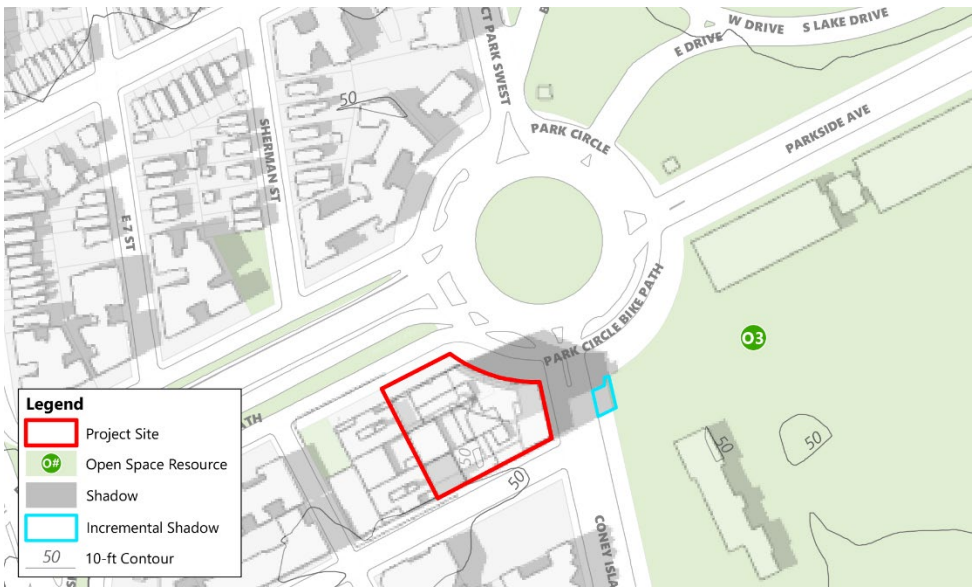 W DRIVE
S LAKE DRIVE
E DRIVE
CT PARK SWEST
50
PARK CIRCLE
PARKSIDE AVE
SHERMAN ST
E 7 ST
PARK CIRCLE BIKE PATH
O3
ATH
50
50
50
50
CONEY ISLA
Legend
Project Site
O# Open Space Resource
Shadow
Incremental Shadow
50 10-ft Contour